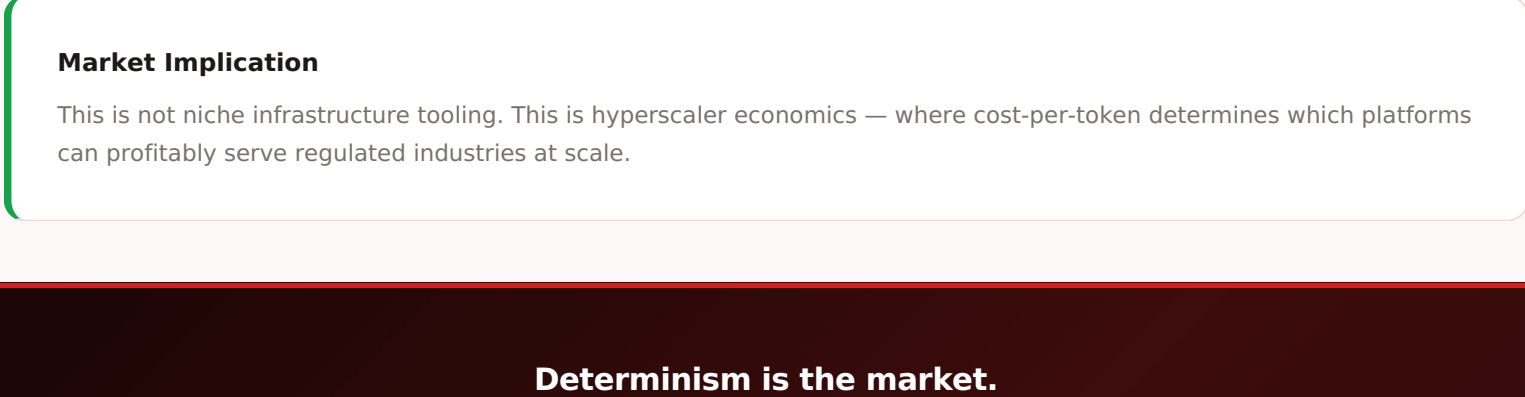 Market Implication
This is not niche infrastructure tooling. This is hyperscaler economics — where cost-per-token determines which platforms
can profitably serve regulated industries at scale.
Determinism is the market.